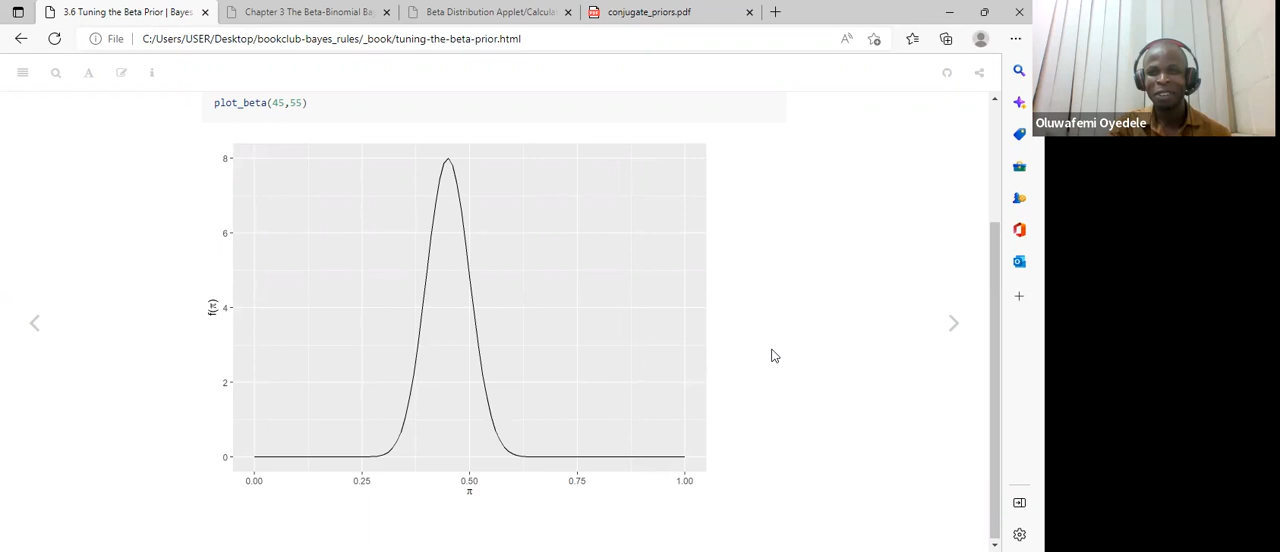 3.6 Tuning the Beta Prior | Bayes
Chapter 3 The Beta-Binomial Ba
Beta Distribution Applet/Calcula
conjugate_priors.pdf
File
C:/Users/USER/Desktop/bookclub-bayes_rules/_book/tuning-the-beta-prior.html
Oluwafemi Oyedele
plot_beta(45,55)
8
6
4
2
0
f(π)
0.00
0.25
0.50
0.75
1.00
π